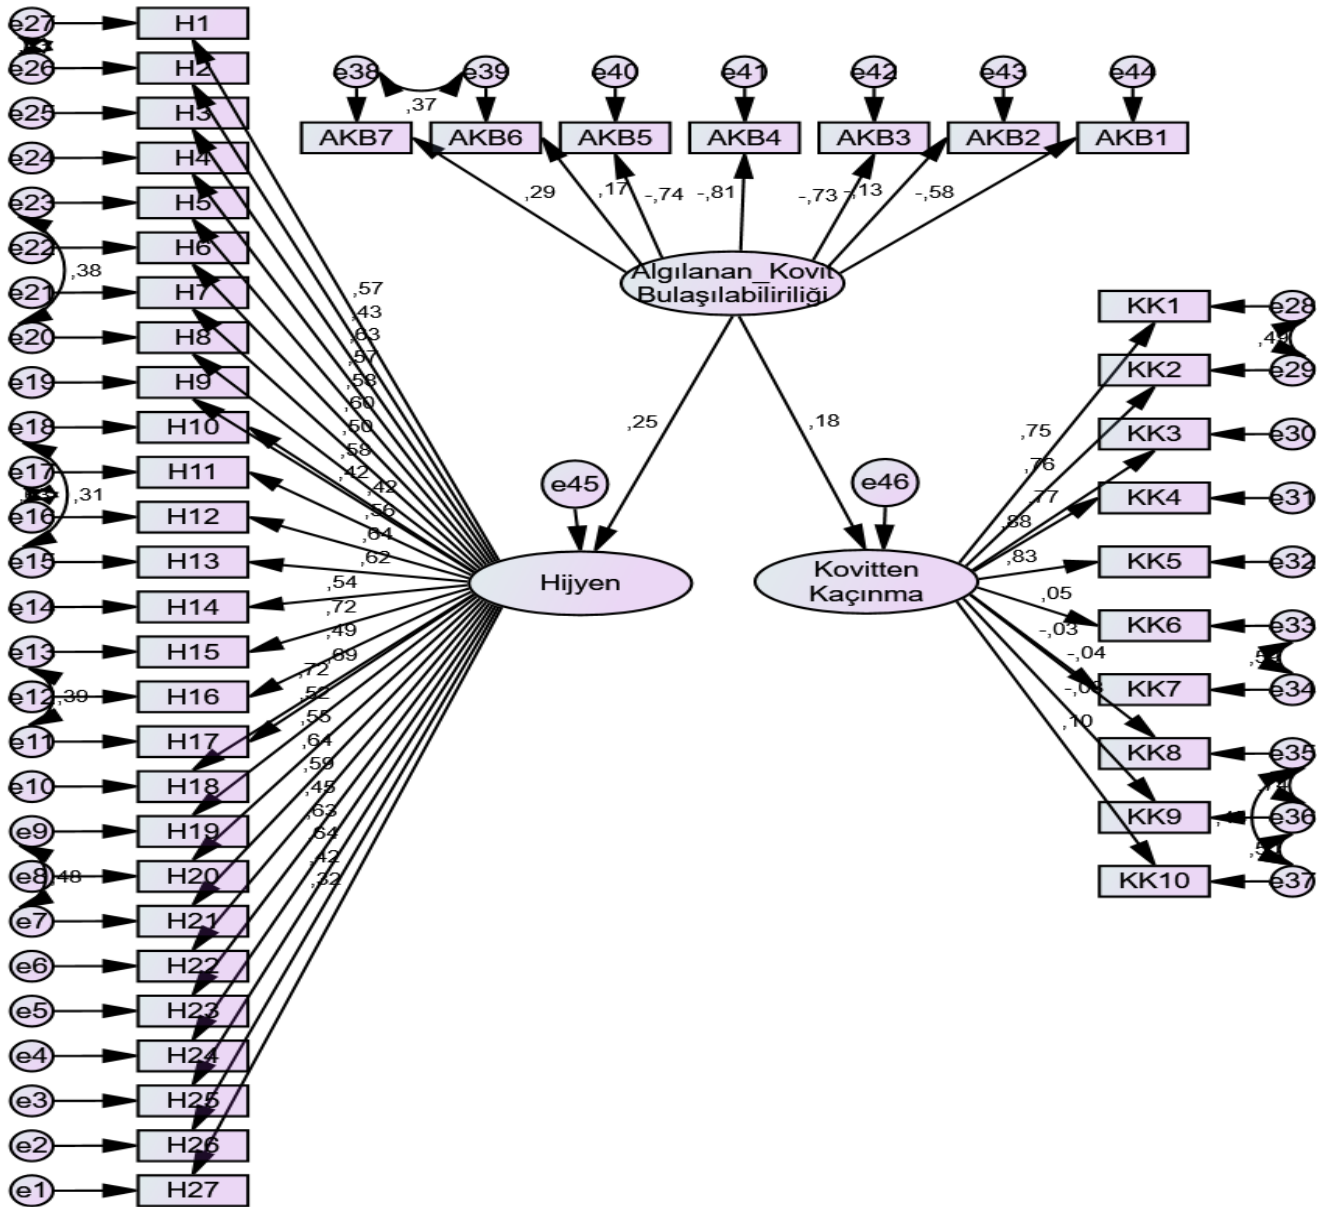 e27
H1
e26
H2
e25
H3
e24
H4
e23
H5
e22
H6
e21
H7
e20
H8
e19
H9
e18
H10
e17
H11
e16
H12
e15
H13
e14
H14
e13
H15
e12
H16
e11
H17
e10
H18
e9
H19
e8
H20
e7
H21
e6
H22
e5
H23
e4
H24
e3
H25
e2
H26
e1
H27
,38
,31
,39
,48
,57
,43
,63
,57
,58
,60
,50
,58
,42
,42
,56
,64
,62
,54
,72
,49
,69
,72
,52
,55
,64
,59
,45
,63
,64
,42
,32
e38 e39 e40 e41 e42 e43 e44
,37
AKB7 AKB6 AKB5 AKB4 AKB3 AKB2 AKB1
,29 ,17 -,74 -,81 -,73 -,13 -,58
Algılanan_Kovit
Bulaşılabiliriliği
,25 ,18
e45 e46
Hijyen
Kovitten
Kaçınma
,75
,76
,77
,88
,83
,05
-,03
-,04
,10
KK1 e28
,49
KK2 e29
KK3 e30
KK4 e31
KK5 e32
KK6 e33
KK7 e34
KK8 e35
,74
KK9 e36
KK10 e37